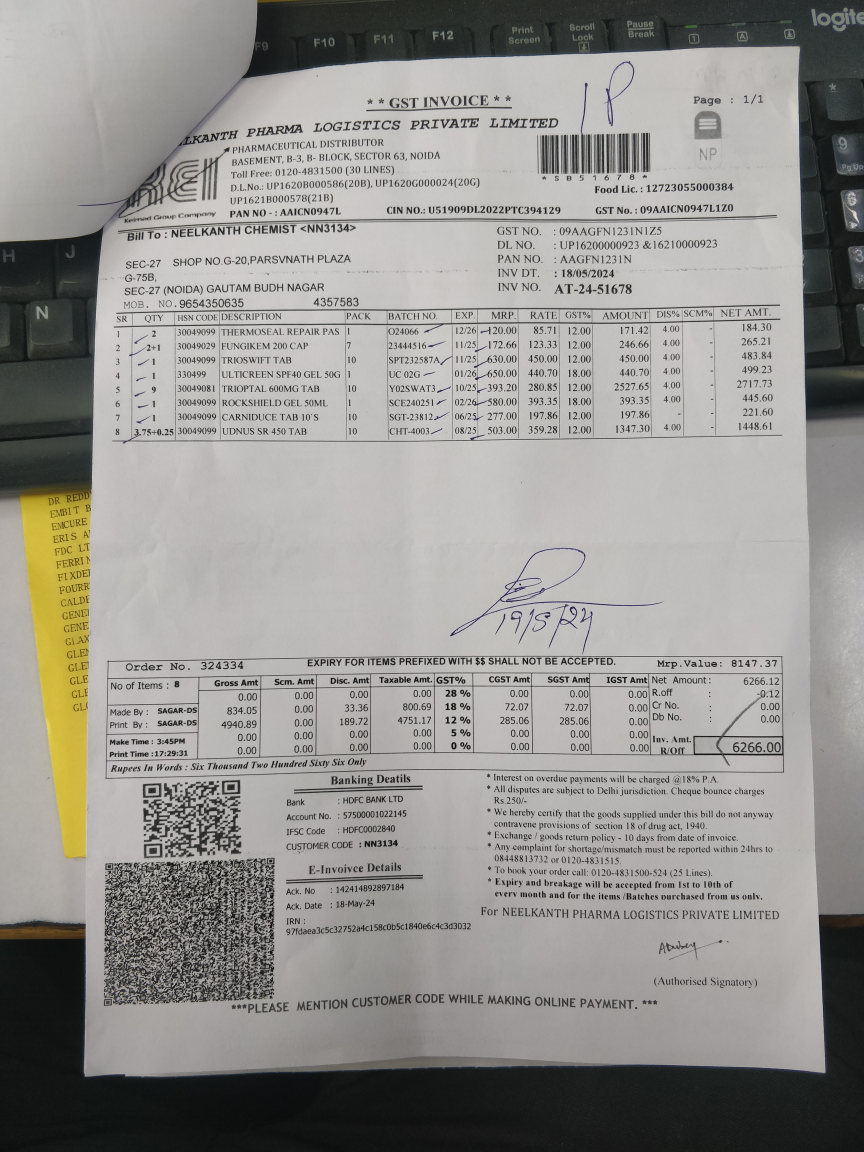 F9 F10 F11 F12 Print Screen Scroll Lock Pause Break logite
1P
** GST INVOICE **
Page : 1/1
ELKANTH PHARMA LOGISTICS PRIVATE LIMITED
PHARMACEUTICAL DISTRIBUTOR
BASEMENT, B-3, B- BLOCK, SECTOR 63, NOIDA
Toll Free: 0120-4831500 (30 LINES)
D.L.No.: UP1620B000586(20B), UP1620G000024(20G)
UP1621B000578(21B)
NP
*SB51678*
Food Lic. : 12723055000384
Kelmed Group Company
PAN NO - : AAICN0947L CIN NO.: U51909DL2022PTC394129 GST No. : 09AAICN0947L1Z0
Bill To : NEELKANTH CHEMIST <NN3134>
SEC-27 SHOP NO.G-20,PARSVNATH PLAZA
G-75B,
SEC-27 (NOIDA) GAUTAM BUDH NAGAR
MOB. NO. 9654350635 4357583
GST NO. : 09AAGFN1231N1Z5
DL NO. : UP16200000923 &16210000923
PAN NO. : AAGFN1231N
INV DT. : 18/05/2024
INV NO. AT-24-51678
SR QTY HSN CODE DESCRIPTION PACK BATCH NO. EXP. MRP. RATE GST% AMOUNT DIS% SCM% NET AMT.
1 2 30049099 THERMOSEAL REPAIR PAS 1 O24066 12/26 120.00 85.71 12.00 171.42 4.00 - 184.30
2 2+1 30049029 FUNGIKEM 200 CAP 7 23444516 11/25 172.66 123.33 12.00 246.66 4.00 - 265.21
3 1 30049099 TRIOSWIFT TAB 10 SPT232587A 11/25 630.00 450.00 12.00 450.00 4.00 - 483.84
4 1 330499 ULTICREEN SPF40 GEL 50G 1 UC 02G 01/26 650.00 440.70 18.00 440.70 4.00 - 499.23
5 9 30049081 TRIOPTAL 600MG TAB 10 Y02SWAT3 10/25 393.20 280.85 12.00 2527.65 4.00 - 2717.73
6 1 30049099 ROCKSHIELD GEL 50ML 1 SCE240251 02/26 580.00 393.35 18.00 393.35 4.00 - 445.60
7 1 30049099 CARNIDUCE TAB 10`S 10 SGT-23812 06/25 277.00 197.86 12.00 197.86 - - 221.60
8 3.75+0.25 30049099 UDNUS SR 450 TAB 10 CHT-4003 08/25 503.00 359.28 12.00 1347.30 4.00 - 1448.61
DR REDD
EMBIT B
EMCURE
ERIS A
FDC LT
FERRIN
FIXDER
FOURR
CALDE
GENE
GENE
GLAX
GLEN
GLE
GLE
19/5/24
Order No. 324334 EXPIRY FOR ITEMS PREFIXED WITH $$ SHALL NOT BE ACCEPTED. Mrp.Value: 8147.37
No of Items : 8
Made By : SAGAR-DS
Print By : SAGAR-DS
Make Time : 3:45PM
Print Time :17:29:31
Gross Amt Scm. Amt Disc. Amt Taxable Amt. GST% CGST Amt SGST Amt IGST Amt
0.00 0.00 0.00 0.00 28 % 0.00 0.00 0.00
834.05 0.00 33.36 800.69 18 % 72.07 72.07 0.00
4940.89 0.00 189.72 4751.17 12 % 285.06 285.06 0.00
0.00 0.00 0.00 0.00 5 % 0.00 0.00 0.00
0.00 0.00 0.00 0.00 0 % 0.00 0.00 0.00
Net Amount : 6266.12
R.off : -0.12
Cr No. : 0.00
Db No. : 0.00
Inv. Amt. R/Off 6266.00
Rupees In Words : Six Thousand Two Hundred Sixty Six Only
Banking Deatils
Bank : HDFC BANK LTD
Account No. : 57500001022145
IFSC Code : HDFC0002840
CUSTOMER CODE : NN3134
E-Invoivce Details
Ack. No : 142414892897184
Ack. Date : 18-May-24
IRN :
97fdaea3c5c32752a4c158c0b5c1840e6c4c3d3032
* Interest on overdue payments will be charged @18% P.A.
* All disputes are subject to Delhi jurisdiction. Cheque bounce charges
Rs.250/-
* We hereby certify that the goods supplied under this bill do not anyway
contravene provisions of section 18 of drug act, 1940.
* Exchange / goods return policy - 10 days from date of invoice.
* Any complaint for shortage/mismatch must be reported within 24hrs to
08448813732 or 0120-4831515.
* To book your order call: 0120-4831500-524 (25 Lines).
* Expiry and breakage will be accepted from 1st to 10th of
every month and for the items /Batches purchased from us only.
For NEELKANTH PHARMA LOGISTICS PRIVATE LIMITED
(Authorised Signatory)
***PLEASE MENTION CUSTOMER CODE WHILE MAKING ONLINE PAYMENT. ***